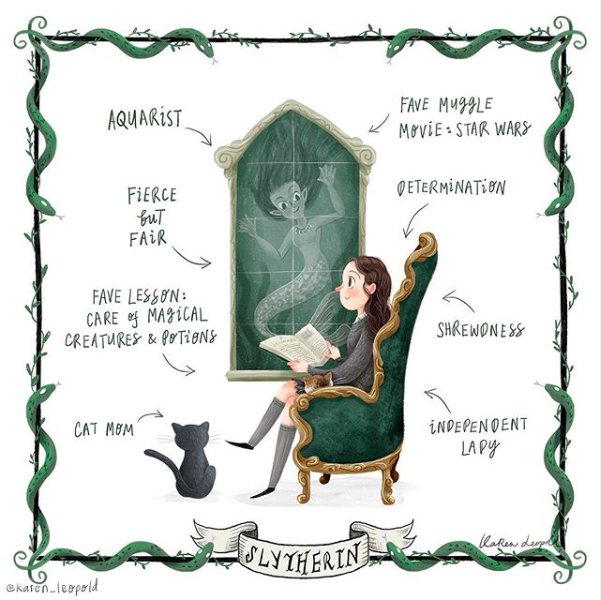 AQUARIST
FAVE MUGGLE
MOVIE: STAR WARS
FIERCE
BUT
FAIR
DETERMINATION
FAVE LESSON:
CARE OF MAGICAL
CREATURES & POTIONS
SHREWDNESS
CAT MOM
INDEPENDENT
LADY
SLYTHERIN
Karen Leopold
@karen_leopold